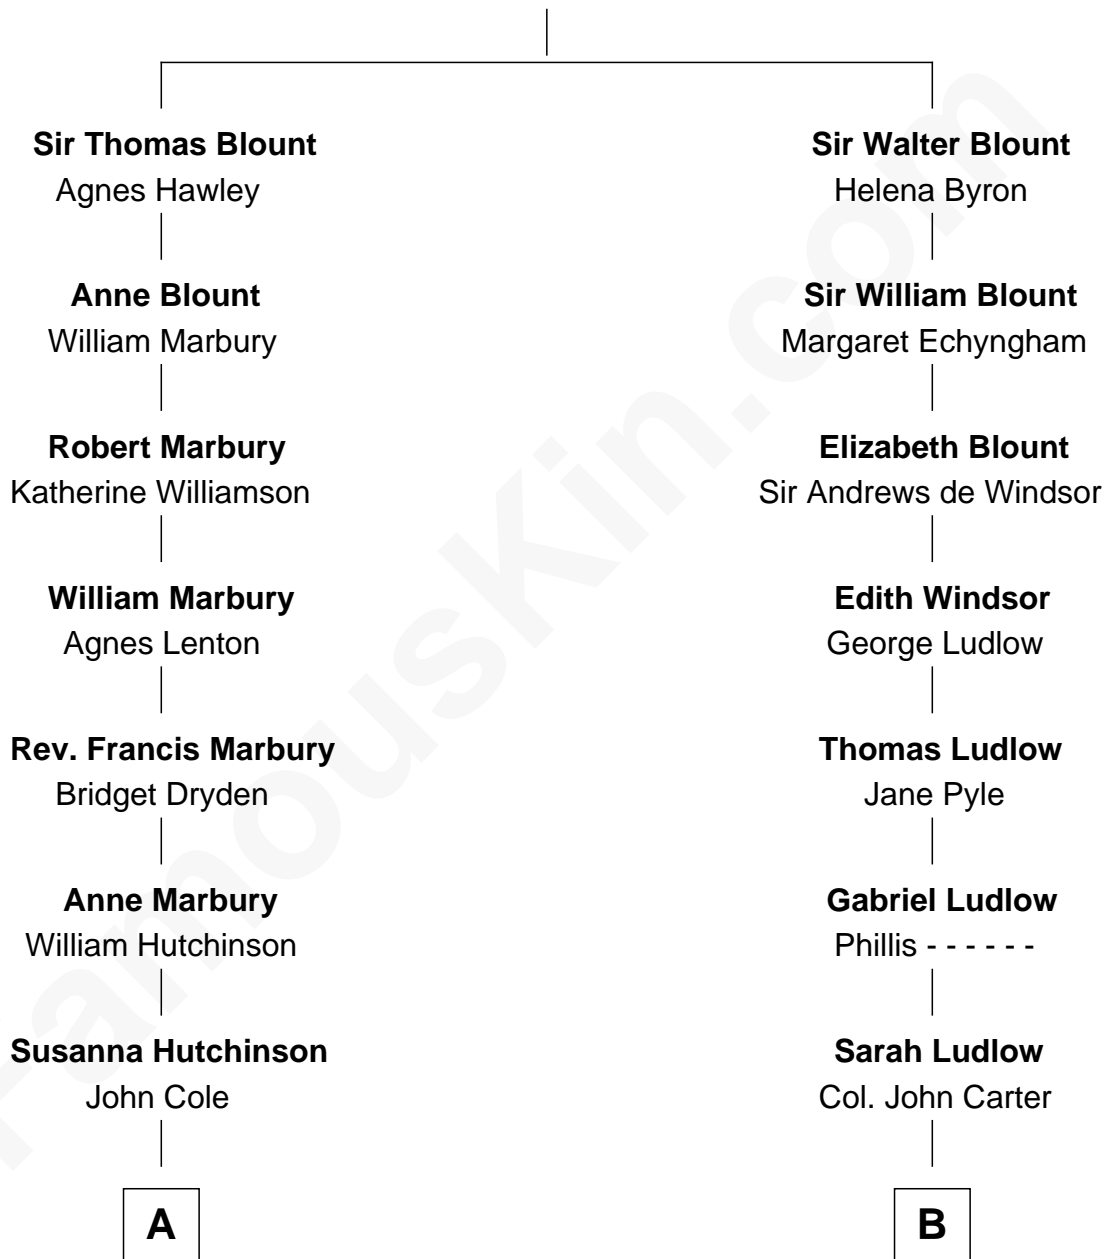 Sir Thomas Blount
Agnes Hawley
Anne Blount
William Marbury
Robert Marbury
Katherine Williamson
William Marbury
Agnes Lenton
Rev. Francis Marbury
Bridget Dryden
Anne Marbury
William Hutchinson
Susanna Hutchinson
John Cole
A
Sir Walter Blount
Helena Byron
Sir William Blount
Margaret Echyngham
Elizabeth Blount
Sir Andrews de Windsor
Edith Windsor
George Ludlow
Thomas Ludlow
Jane Pyle
Gabriel Ludlow
Phillis - - - - - -
Sarah Ludlow
Col. John Carter
B
FamousKin.com